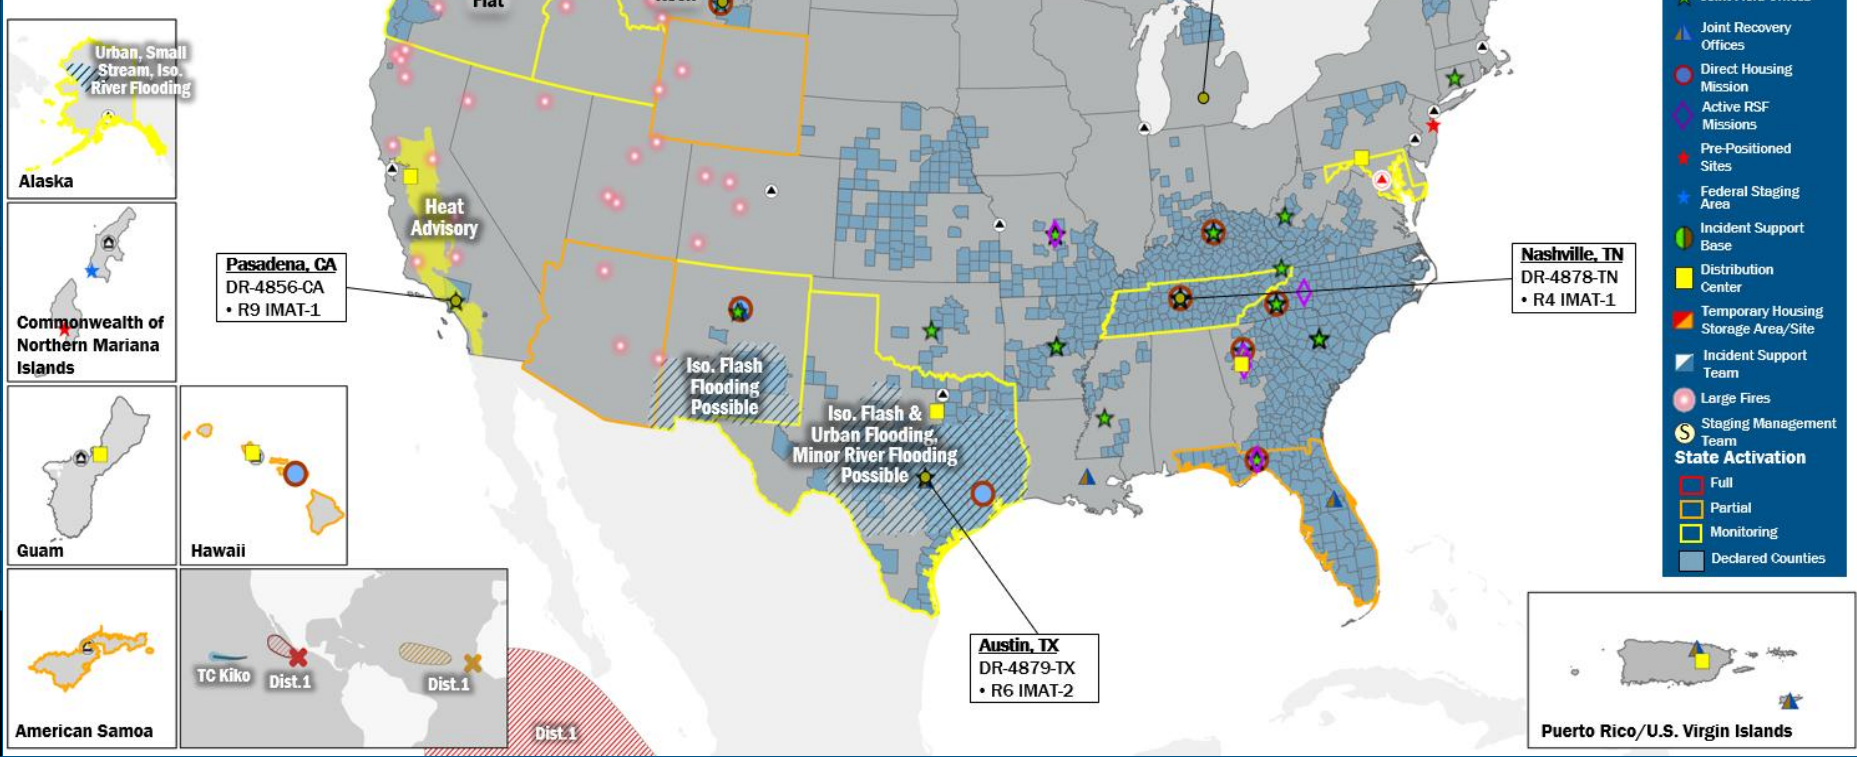 Flat
Urban, Small
Stream, Iso.
River Flooding
Alaska
Commonwealth of
Northern Mariana
Islands
Guam
Hawaii
American Samoa
TC Kiko
Dist.1
Dist.1
Dist.1
Heat
Advisory
Pasadena, CA
DR-4856-CA
• R9 IMAT-1
Iso. Flash
Flooding
Possible
Iso. Flash &
Urban Flooding,
Minor River Flooding
Possible
Austin, TX
DR-4879-TX
• R6 IMAT-2
Nashville, TN
DR-4878-TN
• R4 IMAT-1
Joint Recovery
Offices
Direct Housing
Mission
Active RSF
Missions
Pre-Positioned
Sites
Federal Staging
Area
Incident Support
Base
Distribution
Center
Temporary Housing
Storage Area/Site
Incident Support
Team
Large Fires
S
Staging Management
Team
State Activation
Full
Partial
Monitoring
Declared Counties
Puerto Rico/U.S. Virgin Islands